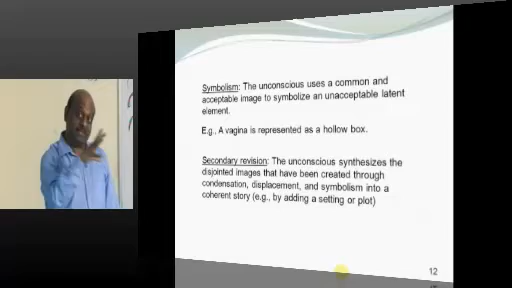 Symbolism: The unconscious uses a common and
acceptable image to symbolize an unacceptable latent
element.
E.g., A vagina is represented as a hollow box.
Secondary revision: The unconscious synthesizes the
disjointed images that have been created through
condensation, displacement, and symbolism into a
coherent story (e.g., by adding a setting or plot)
12